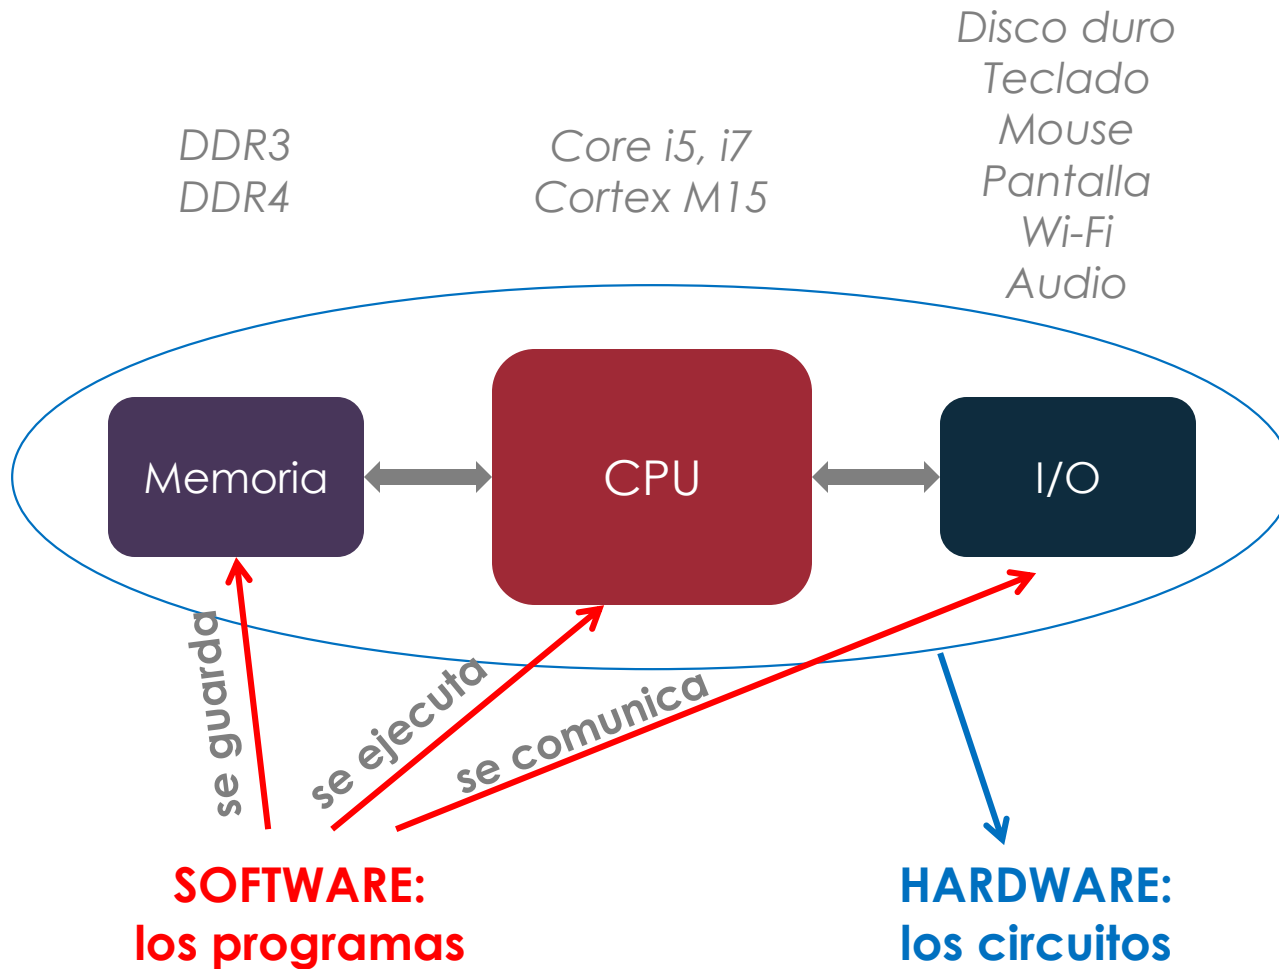 DDR3
DDR4
Core i5, i7
Cortex M15
Disco duro
Teclado
Mouse
Pantalla
Wi-Fi
Audio
Memoria
CPU
I/O
se guarda
se ejecuta
se comunica
SOFTWARE:
los programas
HARDWARE:
los circuitos